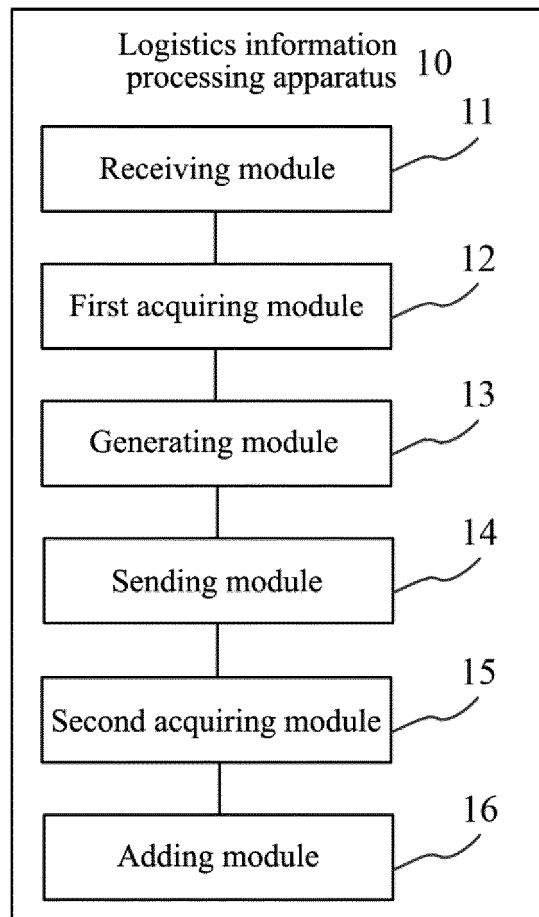 Logistics information
processing apparatus 10
11
Receiving module
12
First acquiring module
13
Generating module
14
Sending module
15
Second acquiring module
16
Adding module